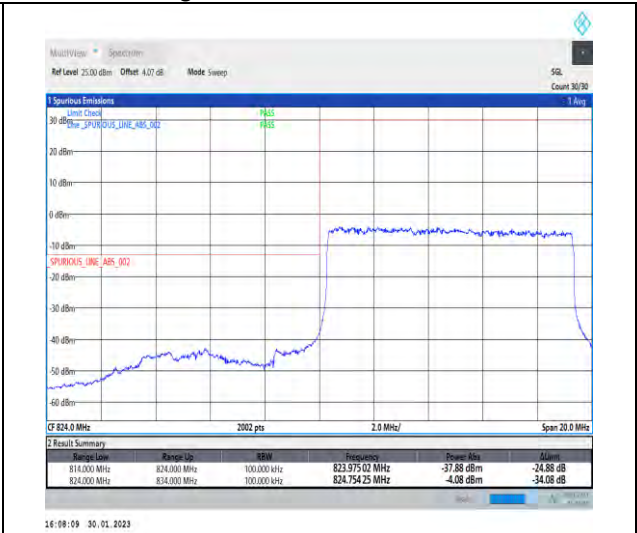 MultiView Spectrum
Ref Level 25.00 dBm Offset 4.07 dB Mode Sweep SGL
Count 30/30
1 Spurious Emissions 1 Avg
Limit Check PASS
30 dBm Line _SPURIOUS_LINE_ABS_002 PASS
20 dBm
10 dBm
0 dBm
-10 dBm
SPURIOUS_LINE_ABS_002
-20 dBm
-30 dBm
-40 dBm
-50 dBm
-60 dBm
CF 824.0 MHz 2002 pts 2.0 MHz/ Span 20.0 MHz
2 Result Summary
Range Low Range Up RBW Frequency Power Abs ΔLimit
814.000 MHz 824.000 MHz 100.000 kHz 823.975 02 MHz -37.88 dBm -24.88 dB
824.000 MHz 834.000 MHz 100.000 kHz 824.754 25 MHz -4.08 dBm -34.08 dB
16:08:09 30.01.2023